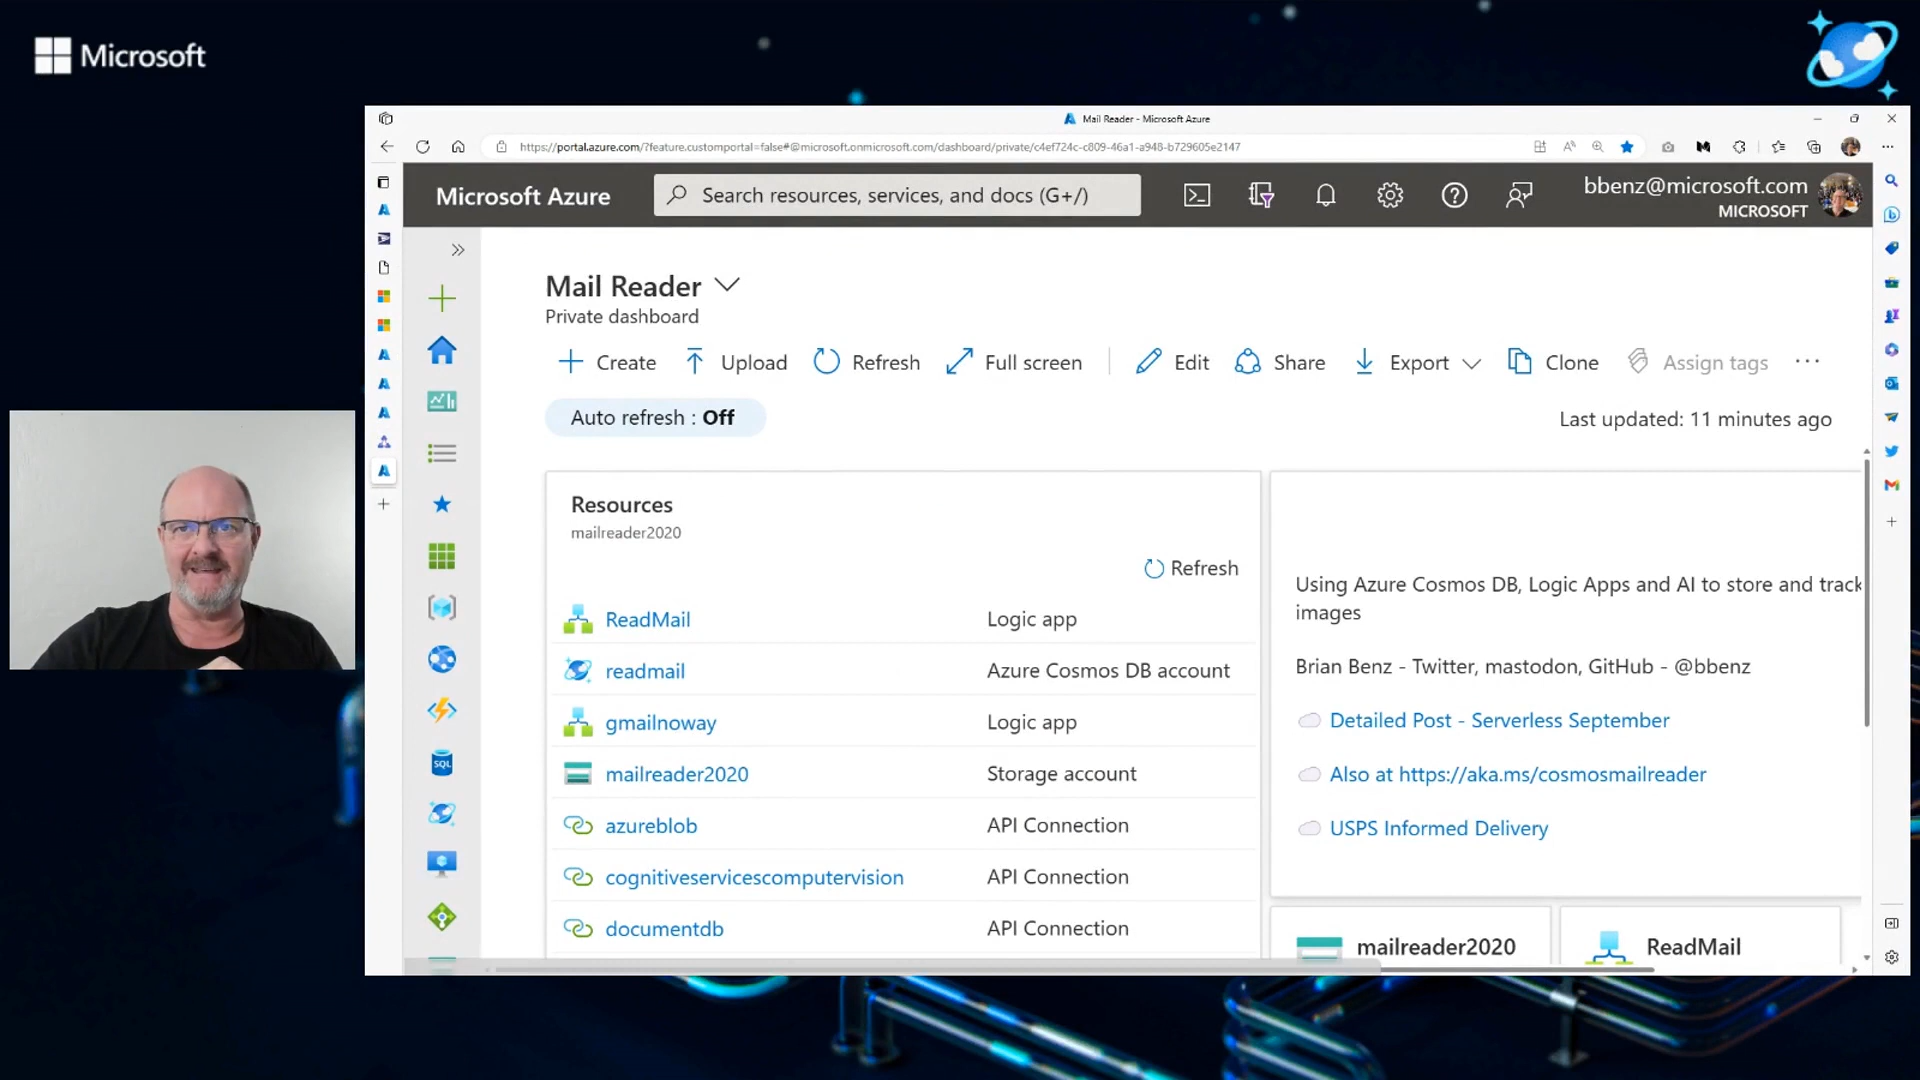 Microsoft
Mail Reader - Microsoft Azure
https://portal.azure.com/?feature.customportal=false#@microsoft.onmicrosoft.com/dashboard/private/c4ef724c-c809-46a1-a948-b729605e2147
Microsoft Azure
Search resources, services, and docs (G+/)
bbenz@microsoft.com
MICROSOFT
Mail Reader
Private dashboard
Create
Upload
Refresh
Full screen
Edit
Share
Export
Clone
Assign tags
Auto refresh : Off
Last updated: 11 minutes ago
Resources
mailreader2020
Refresh
ReadMail Logic app
readmail Azure Cosmos DB account
gmailnoway Logic app
mailreader2020 Storage account
azureblob API Connection
cognitiveservicescomputervision API Connection
documentdb API Connection
Using Azure Cosmos DB, Logic Apps and AI to store and track
images
Brian Benz - Twitter, mastodon, GitHub - @bbenz
Detailed Post - Serverless September
Also at https://aka.ms/cosmosmailreader
USPS Informed Delivery
mailreader2020
ReadMail
SQL